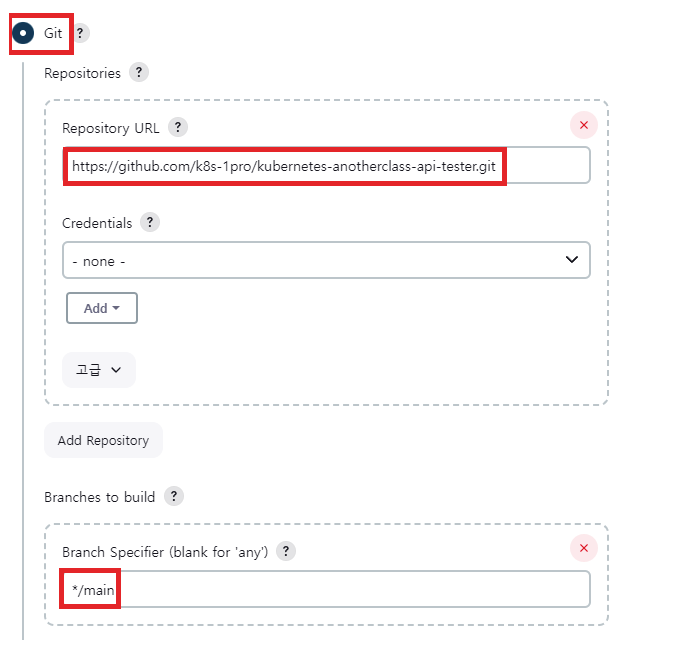 Git ?
Repositories ?
Repository URL ?
https://github.com/k8s-1pro/kubernetes-anotherclass-api-tester.git
Credentials ?
- none -
Add
고급
Add Repository
Branches to build ?
Branch Specifier (blank for 'any') ?
*/main